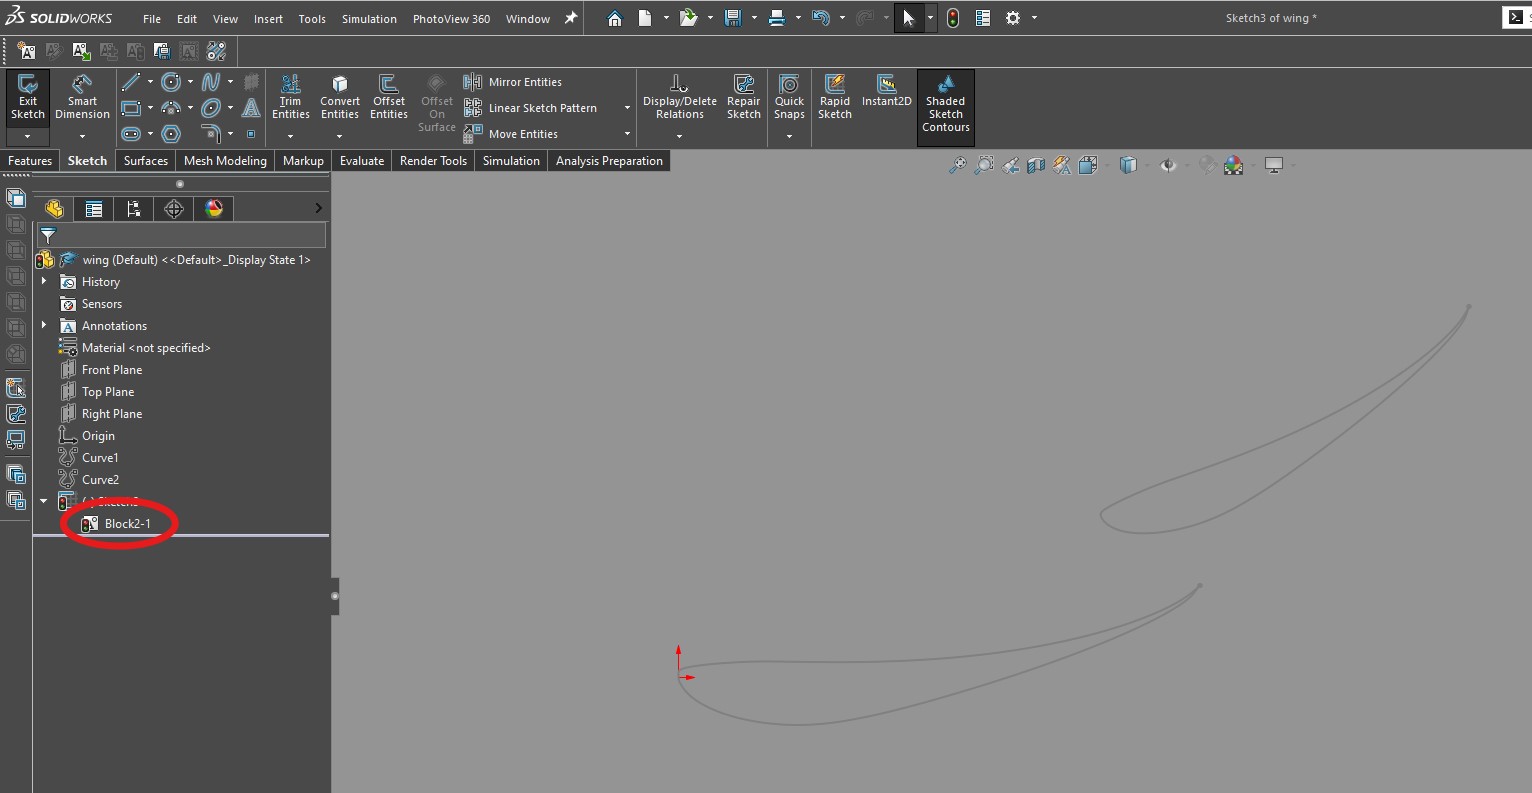 SOLIDWORKS File Edit View Insert Tools Simulation PhotoView 360 Window Sketch3 of wing *
Exit Sketch
Smart Dimension
Trim Entities
Convert Entities
Offset Entities
Offset On Surface
Mirror Entities
Linear Sketch Pattern
Move Entities
Display/Delete Relations
Repair Sketch
Quick Snaps
Rapid Sketch
Instant2D
Shaded Sketch Contours
Features Sketch Surfaces Mesh Modeling Markup Evaluate Render Tools Simulation Analysis Preparation
wing (Default) <<Default>_Display State 1>
History
Sensors
Annotations
Material <not specified>
Front Plane
Top Plane
Right Plane
Origin
Curve1
Curve2
Block2-1